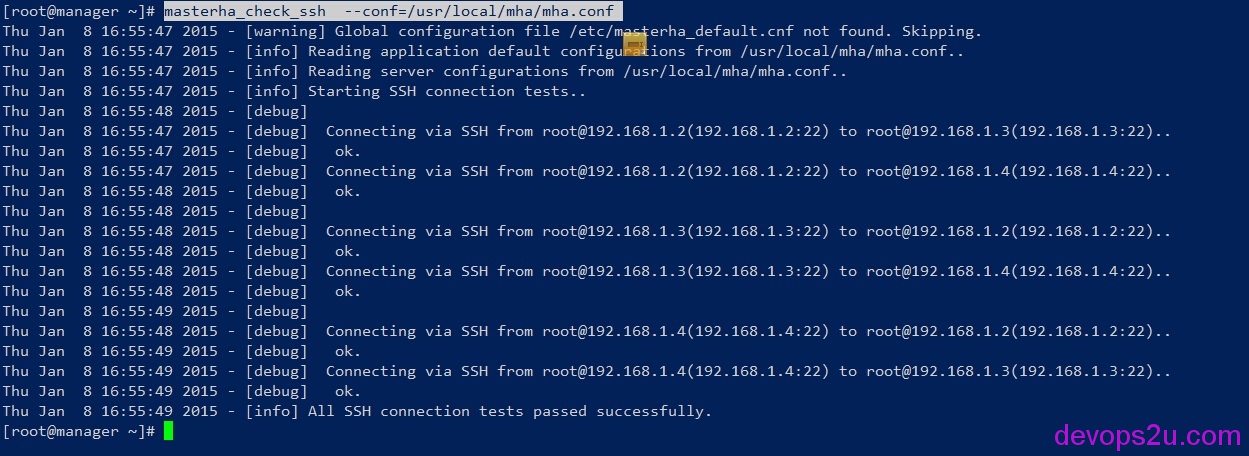 [root@manager ~]# masterha_check_ssh  --conf=/usr/local/mha/mha.conf
Thu Jan  8 16:55:47 2015 - [warning] Global configuration file /etc/masterha_default.cnf not found. Skipping.
Thu Jan  8 16:55:47 2015 - [info] Reading application default configurations from /usr/local/mha/mha.conf..
Thu Jan  8 16:55:47 2015 - [info] Reading server configurations from /usr/local/mha/mha.conf..
Thu Jan  8 16:55:47 2015 - [info] Starting SSH connection tests..
Thu Jan  8 16:55:48 2015 - [debug]
Thu Jan  8 16:55:47 2015 - [debug]  Connecting via SSH from root@192.168.1.2(192.168.1.2:22) to root@192.168.1.3(192.168.1.3:22)..
Thu Jan  8 16:55:47 2015 - [debug]   ok.
Thu Jan  8 16:55:47 2015 - [debug]  Connecting via SSH from root@192.168.1.2(192.168.1.2:22) to root@192.168.1.4(192.168.1.4:22)..
Thu Jan  8 16:55:48 2015 - [debug]   ok.
Thu Jan  8 16:55:48 2015 - [debug]
Thu Jan  8 16:55:48 2015 - [debug]  Connecting via SSH from root@192.168.1.3(192.168.1.3:22) to root@192.168.1.2(192.168.1.2:22)..
Thu Jan  8 16:55:48 2015 - [debug]   ok.
Thu Jan  8 16:55:48 2015 - [debug]  Connecting via SSH from root@192.168.1.3(192.168.1.3:22) to root@192.168.1.4(192.168.1.4:22)..
Thu Jan  8 16:55:48 2015 - [debug]   ok.
Thu Jan  8 16:55:49 2015 - [debug]
Thu Jan  8 16:55:48 2015 - [debug]  Connecting via SSH from root@192.168.1.4(192.168.1.4:22) to root@192.168.1.2(192.168.1.2:22)..
Thu Jan  8 16:55:49 2015 - [debug]   ok.
Thu Jan  8 16:55:49 2015 - [debug]  Connecting via SSH from root@192.168.1.4(192.168.1.4:22) to root@192.168.1.3(192.168.1.3:22)..
Thu Jan  8 16:55:49 2015 - [debug]   ok.
Thu Jan  8 16:55:49 2015 - [info] All SSH connection tests passed successfully.
[root@manager ~]#
devops2u.com